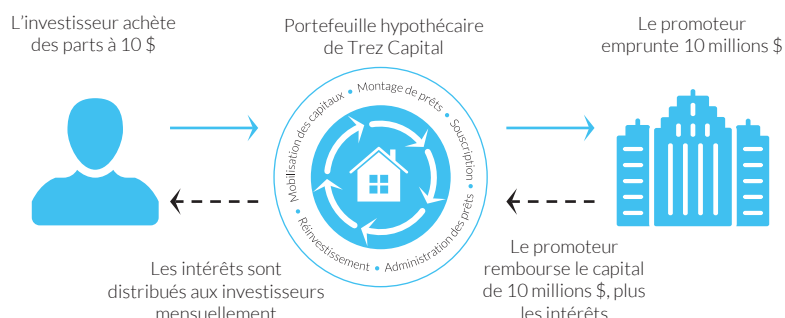 L'investisseur achète
des parts à 10 $
Portefeuille hypothécaire
de Trez Capital
Le promoteur
emprunte 10 millions $
Mobilisation des capitaux • Montage de prêts • Souscription • Administration des prêts • Réinvestissement •
Les intérêts sont
distribués aux investisseurs
mensuellement
Le promoteur
rembourse le capital
de 10 millions $, plus
les intérêts